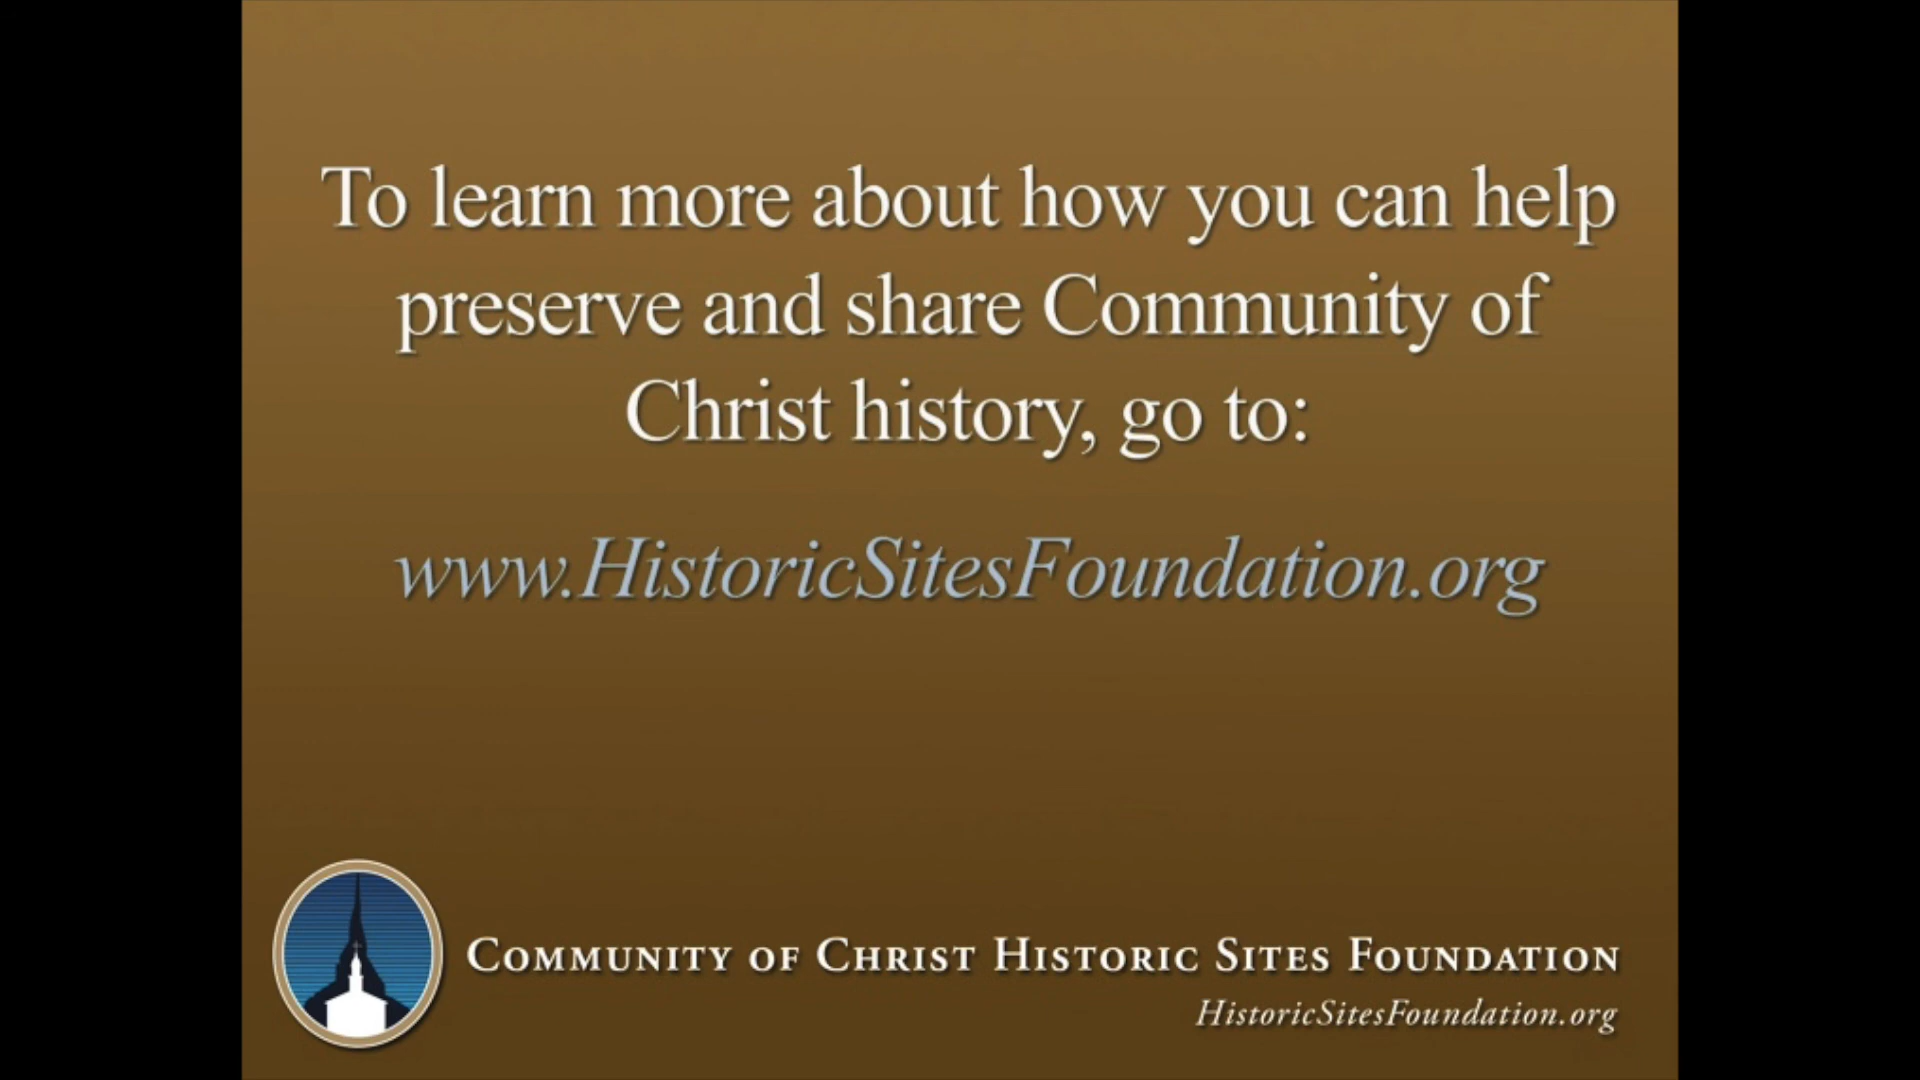 To learn more about how you can help
preserve and share Community of
Christ history, go to:
www.HistoricSitesFoundation.org
Community of Christ Historic Sites Foundation
HistoricSitesFoundation.org